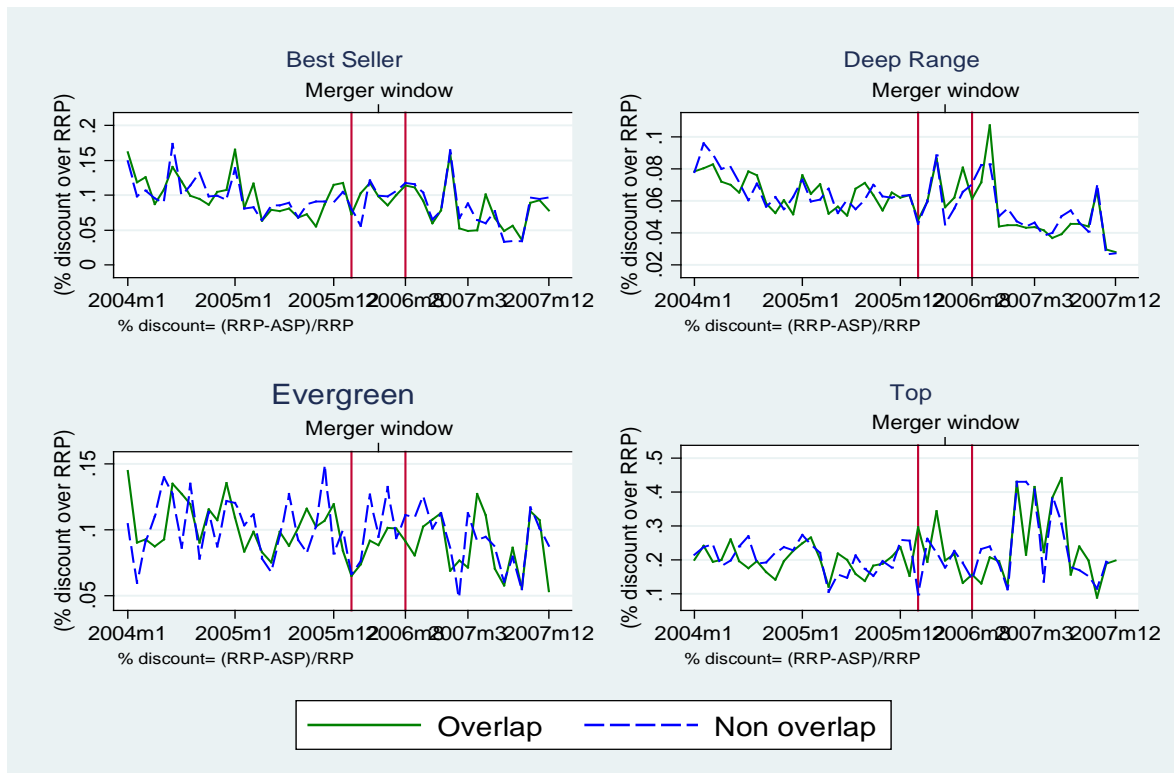 Best Seller
Merger window
(% discount over RRP)
.2
.15
.1
.05
0
2004m1 2005m1 2005m12 2006m8 2007m3 2007m12
% discount= (RRP-ASP)/RRP
Deep Range
Merger window
(% discount over RRP)
.1
.08
.06
.04
.02
2004m1 2005m1 2005m12 2006m8 2007m3 2007m12
% discount= (RRP-ASP)/RRP
Evergreen
Merger window
(% discount over RRP)
.15
.1
.05
2004m1 2005m1 2005m12 2006m8 2007m3 2007m12
% discount= (RRP-ASP)/RRP
Top
Merger window
(% discount over RRP)
.5
.4
.3
.2
.1
2004m1 2005m1 2005m12 2006m8 2007m3 2007m12
% discount= (RRP-ASP)/RRP
Overlap Non overlap